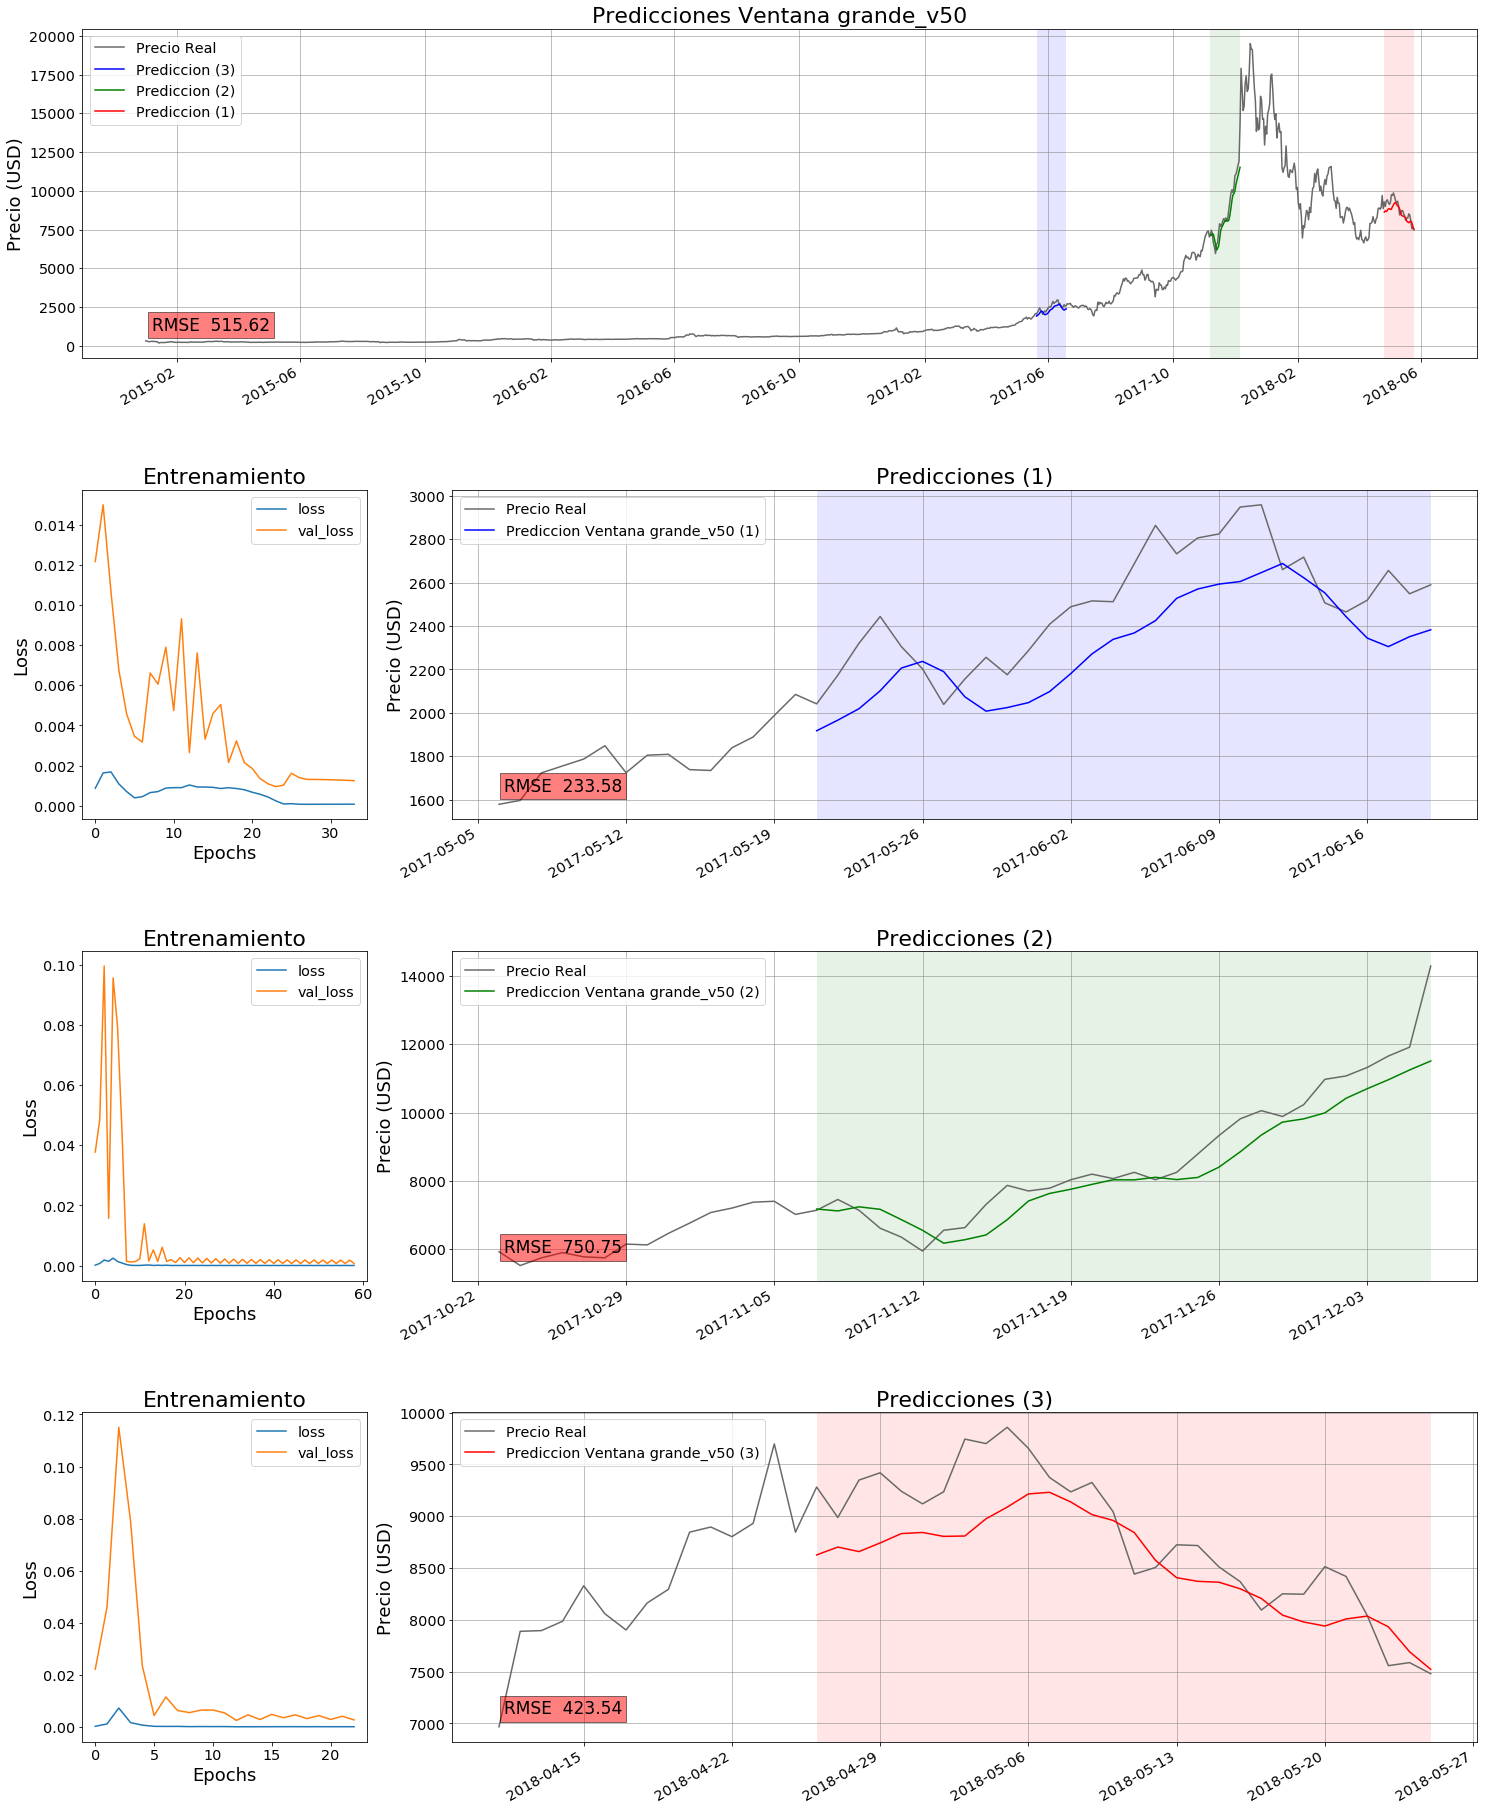 Predicciones Ventana grande_v50
Precio (USD)
20000
17500
15000
12500
10000
7500
5000
2500
0
Precio Real
Prediccion (3)
Prediccion (2)
Prediccion (1)
RMSE 515.62
2015-02 2015-06 2015-10 2016-02 2016-06 2016-10 2017-02 2017-06 2017-10 2018-02 2018-06
Entrenamiento
Loss
0.014
0.012
0.010
0.008
0.006
0.004
0.002
0.000
loss
val_loss
0 10 20 30
Epochs
Predicciones (1)
Precio (USD)
3000
2800
2600
2400
2200
2000
1800
1600
Precio Real
Prediccion Ventana grande_v50 (1)
RMSE 233.58
2017-05-05 2017-05-12 2017-05-19 2017-05-26 2017-06-02 2017-06-09 2017-06-16
Entrenamiento
Loss
0.10
0.08
0.06
0.04
0.02
0.00
loss
val_loss
0 20 40 60
Epochs
Predicciones (2)
Precio (USD)
14000
12000
10000
8000
6000
Precio Real
Prediccion Ventana grande_v50 (2)
RMSE 750.75
2017-10-22 2017-10-29 2017-11-05 2017-11-12 2017-11-19 2017-11-26 2017-12-03
Entrenamiento
Loss
0.12
0.10
0.08
0.06
0.04
0.02
0.00
loss
val_loss
0 5 10 15 20
Epochs
Predicciones (3)
Precio (USD)
10000
9500
9000
8500
8000
7500
7000
Precio Real
Prediccion Ventana grande_v50 (3)
RMSE 423.54
2018-04-15 2018-04-22 2018-04-29 2018-05-06 2018-05-13 2018-05-20 2018-05-27